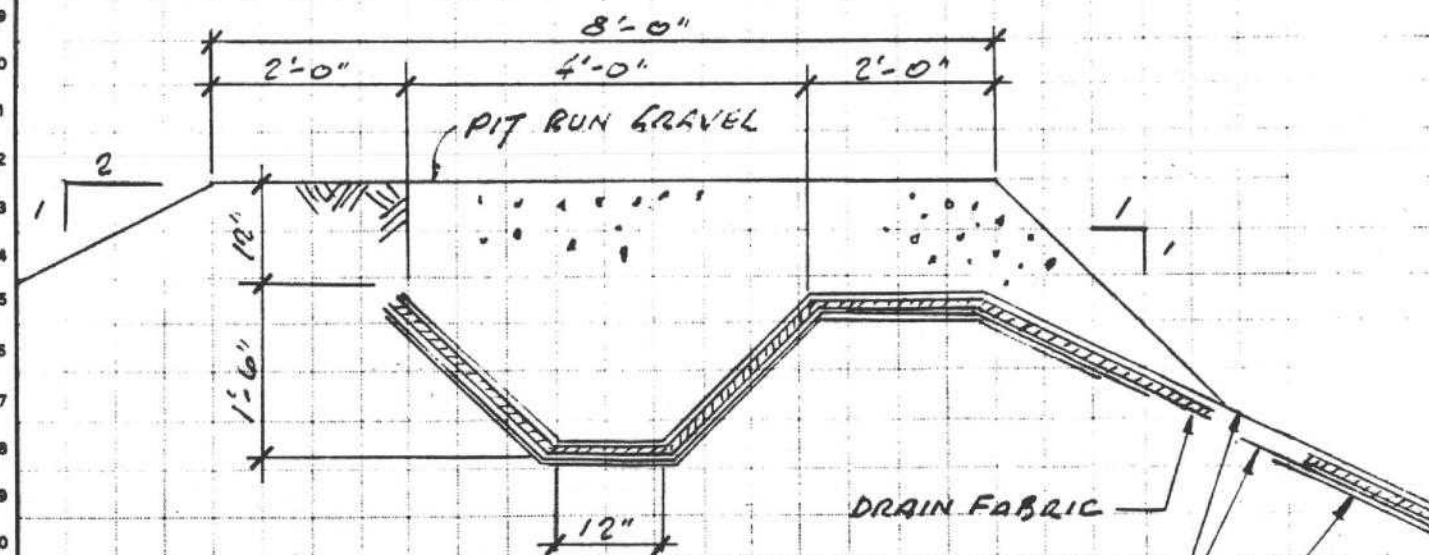 8'-0"
2'-0" 4'-0" 2'-0"
PIT RUN GRAVEL
2
1
1
1
12"
1'-6"
12"
DRAIN FABRIC